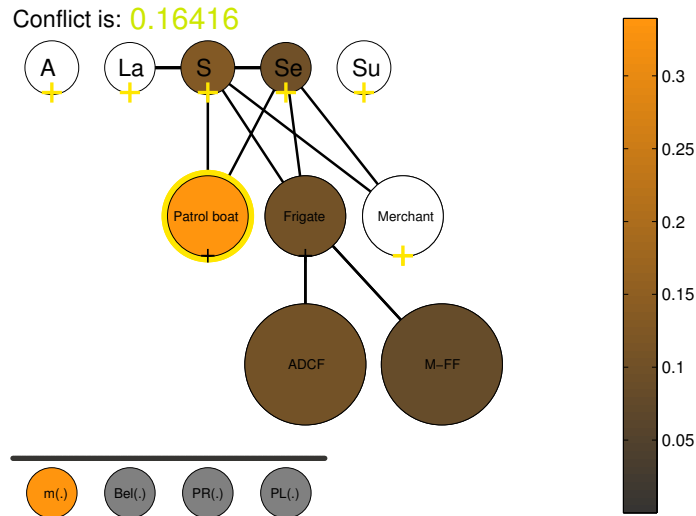 Conflict is: 0.16416
A La S Se Su
Patrol boat Frigate Merchant
ADCF M−FF
m(.) Bel(.) PR(.) PL(.)
0.3
0.25
0.2
0.15
0.1
0.05